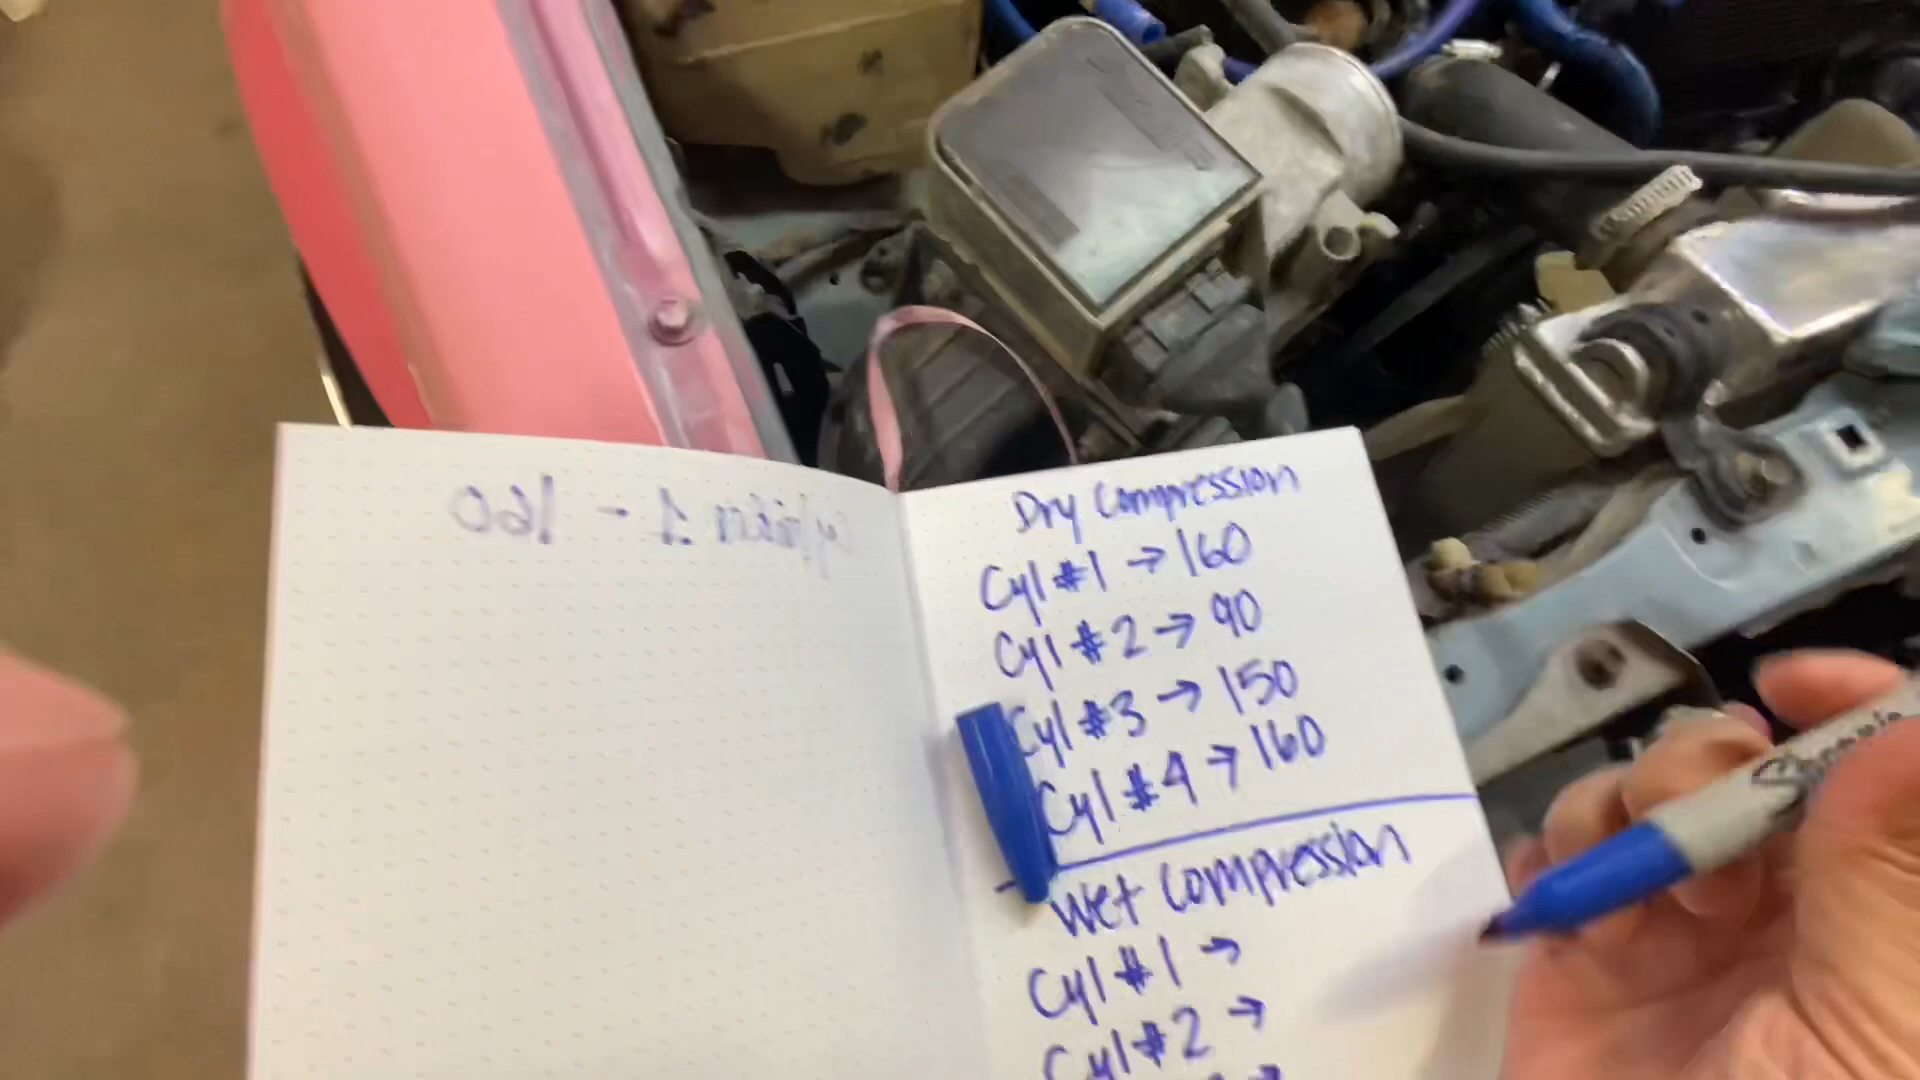 Dry Compression
Cyl #1 → 160
Cyl #2 → 90
Cyl #3 → 150
Cyl #4 → 160
Wet Compression
Cyl #1 →
Cyl #2 →